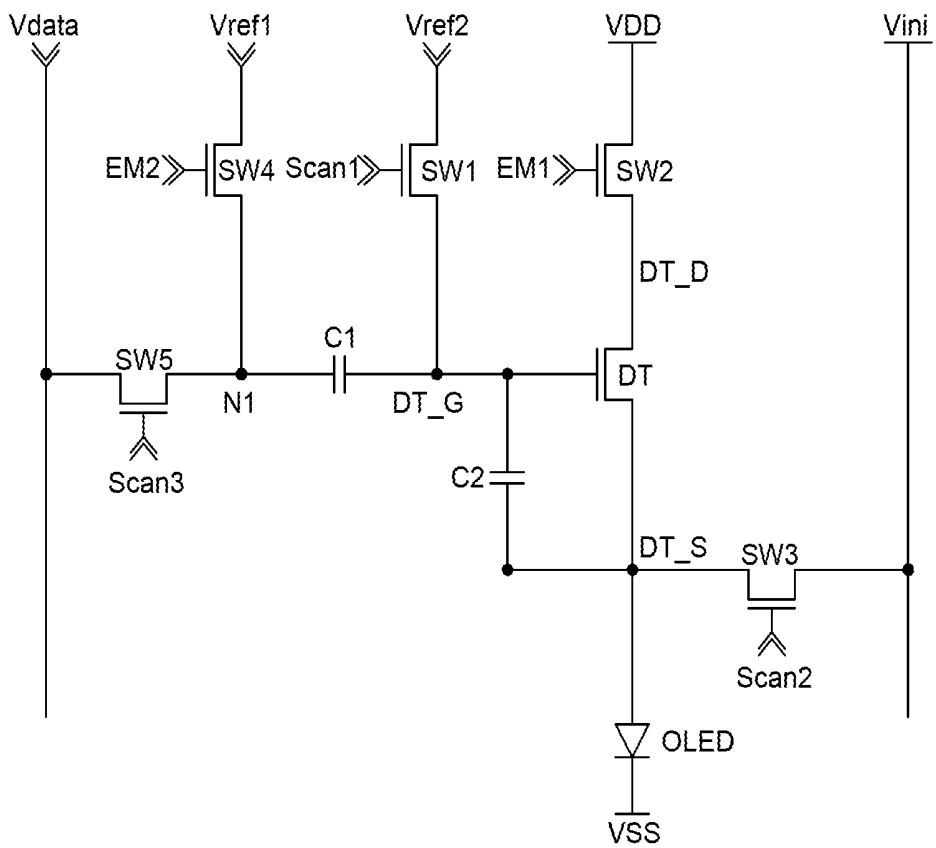 Vdata Vref1 Vref2 VDD Vini
EM2 SW4 Scan1 SW1 EM1 SW2
DT_D
C1
SW5 DT
N1 DT_G
C2
Scan3
DT_S SW3
Scan2
OLED
VSS